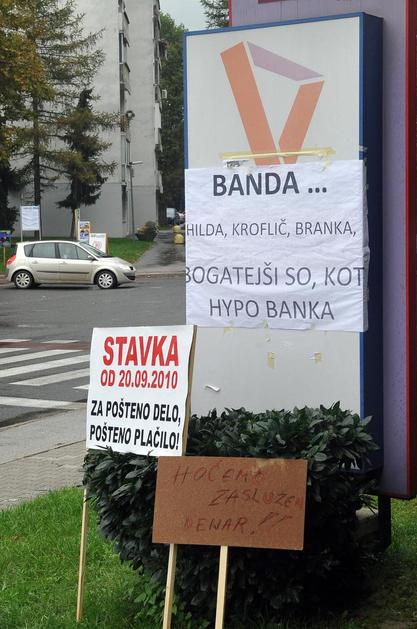 BANDA ...
HILDA, KROFLIČ, BRANKA,
BOGATEJŠI SO, KOT
HYPO BANKA
STAVKA
OD 20.09.2010
ZA POŠTENO DELO,
POŠTENO PLAČILO!
HOČEMO
ZASLUŽEN
DENAR!!